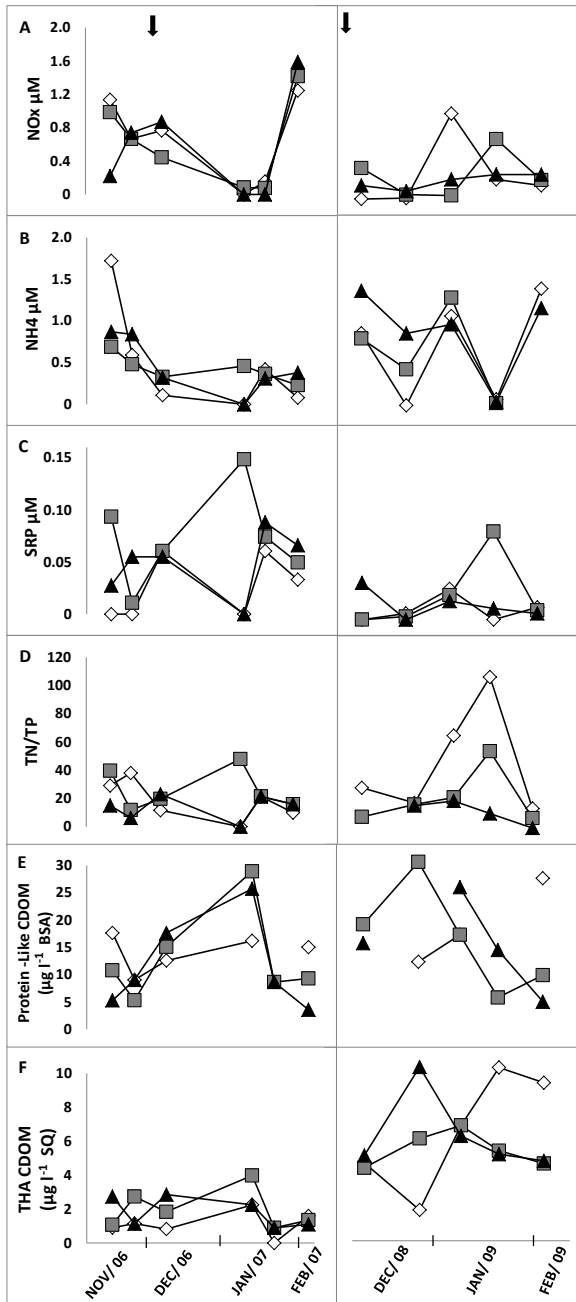 A
NOx µM
2.0
1.6
1.2
0.8
0.4
0
B
NH4 µM
2.0
1.5
1.0
0.5
0
C
SRP µM
0.15
0.10
0.05
0
D
TN/TP
120
100
80
60
40
20
0
E
Protein -Like CDOM
(µg l-1 BSA)
30
25
20
15
10
5
0
F
THA CDOM
(µg l-1 SQ)
10
8
6
4
2
0
NOV/ 06
DEC/ 06
JAN/ 07
FEB/ 07
DEC/ 08
JAN/ 09
FEB/ 09